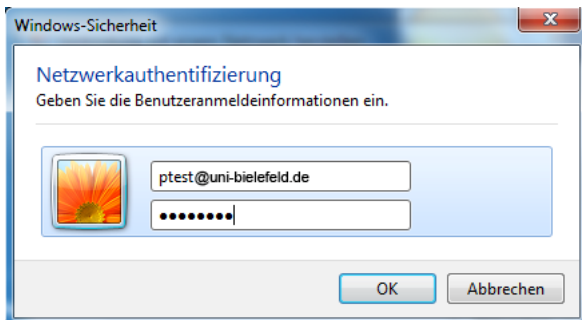 Windows-Sicherheit
Netzwerkauthentifizierung
Geben Sie die Benutzeranmeldeinformationen ein.
ptest@uni-bielefeld.de
●●●●●●●●
OK
Abbrechen